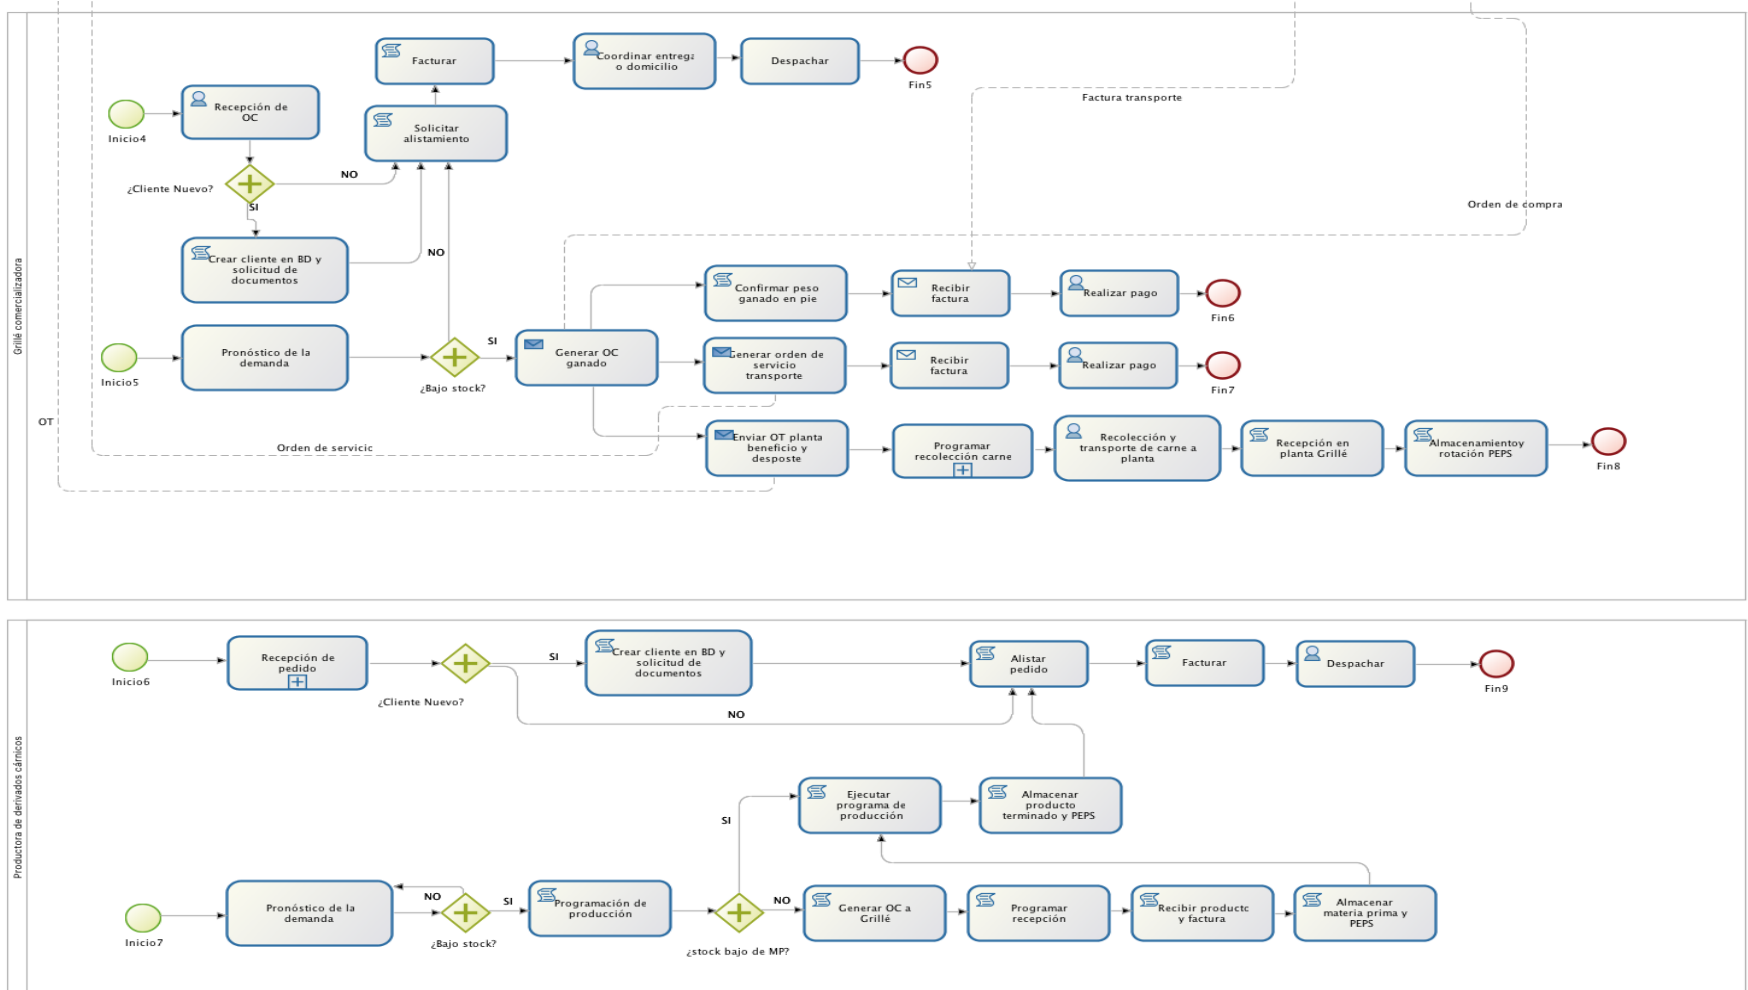 Grillé comercializadora
Inicio4
Recepción de
OC
¿Cliente Nuevo?
NO
SI
Crear cliente en BD y
solicitud de
documentos
Solicitar
alistamiento
Facturar
Coordinar entrega
o domicilio
Despachar
Fin5
Factura transporte
Orden de compra
Inicio5
Pronóstico de la
demanda
¿Bajo stock?
NO
SI
Generar OC
ganado
Confirmar peso
ganado en pie
Recibir
factura
Realizar pago
Fin6
Generar orden de
servicio
transporte
Recibir
factura
Realizar pago
Fin7
OT
Orden de servicic
Enviar OT planta
beneficio y
desposte
Programar
recolección carne
Recolección y
transporte de carne a
planta
Recepción en
planta Grillé
Almacenamientoy
rotación PEPS
Fin8
Productora de derivados cárnicos
Inicio6
Recepción de
pedido
¿Cliente Nuevo?
SI
NO
Crear cliente en BD y
solicitud de
documentos
Alistar
pedido
Facturar
Despachar
Fin9
Inicio7
Pronóstico de la
demanda
NO
¿Bajo stock?
SI
Programación de
producción
¿stock bajo de MP?
SI
NO
Ejecutar
programa de
producción
Almacenar
producto
terminado y PEPS
Generar OC a
Grillé
Programar
recepción
Recibir productc
y factura
Almacenar
materia prima y
PEPS